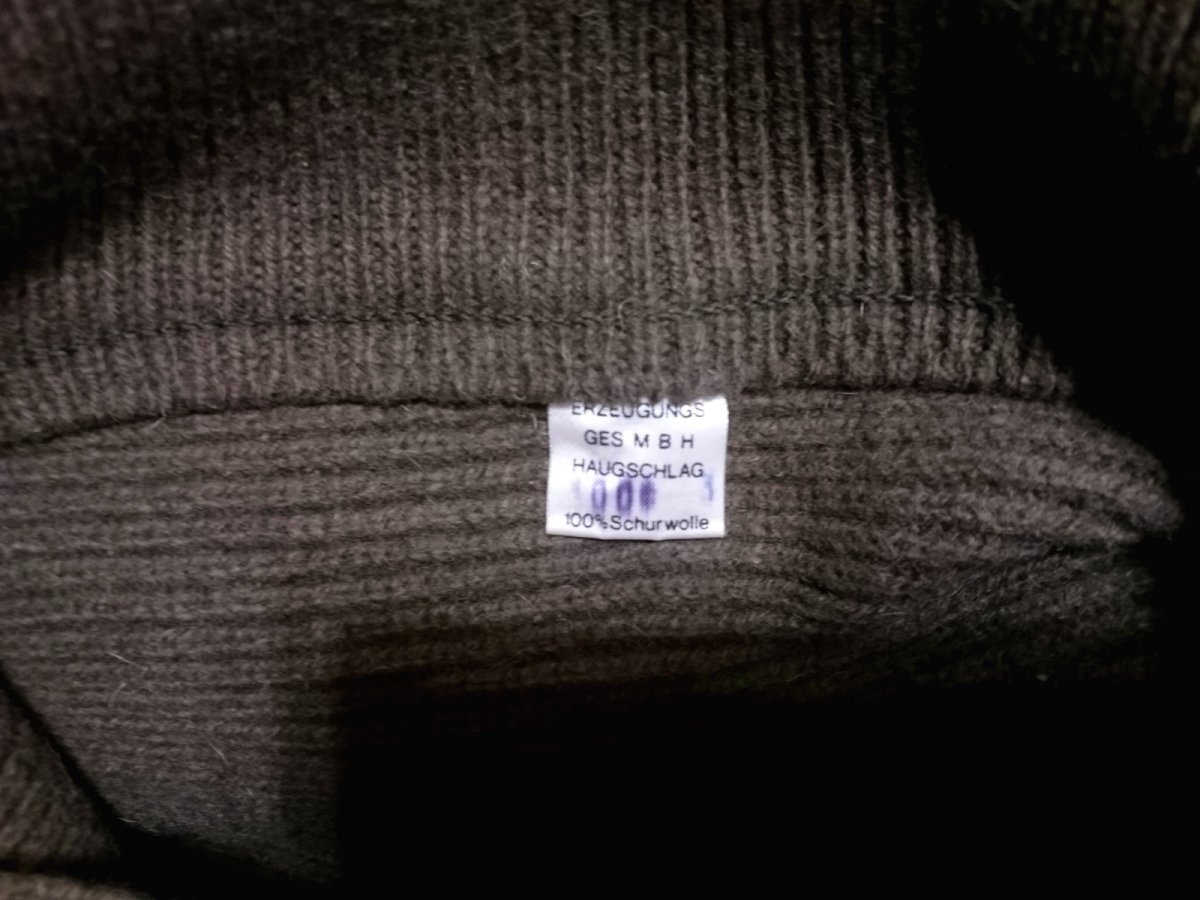 ERZEUGUNGS
GES M B H
HAUGSCHLAG
100% Schurwolle